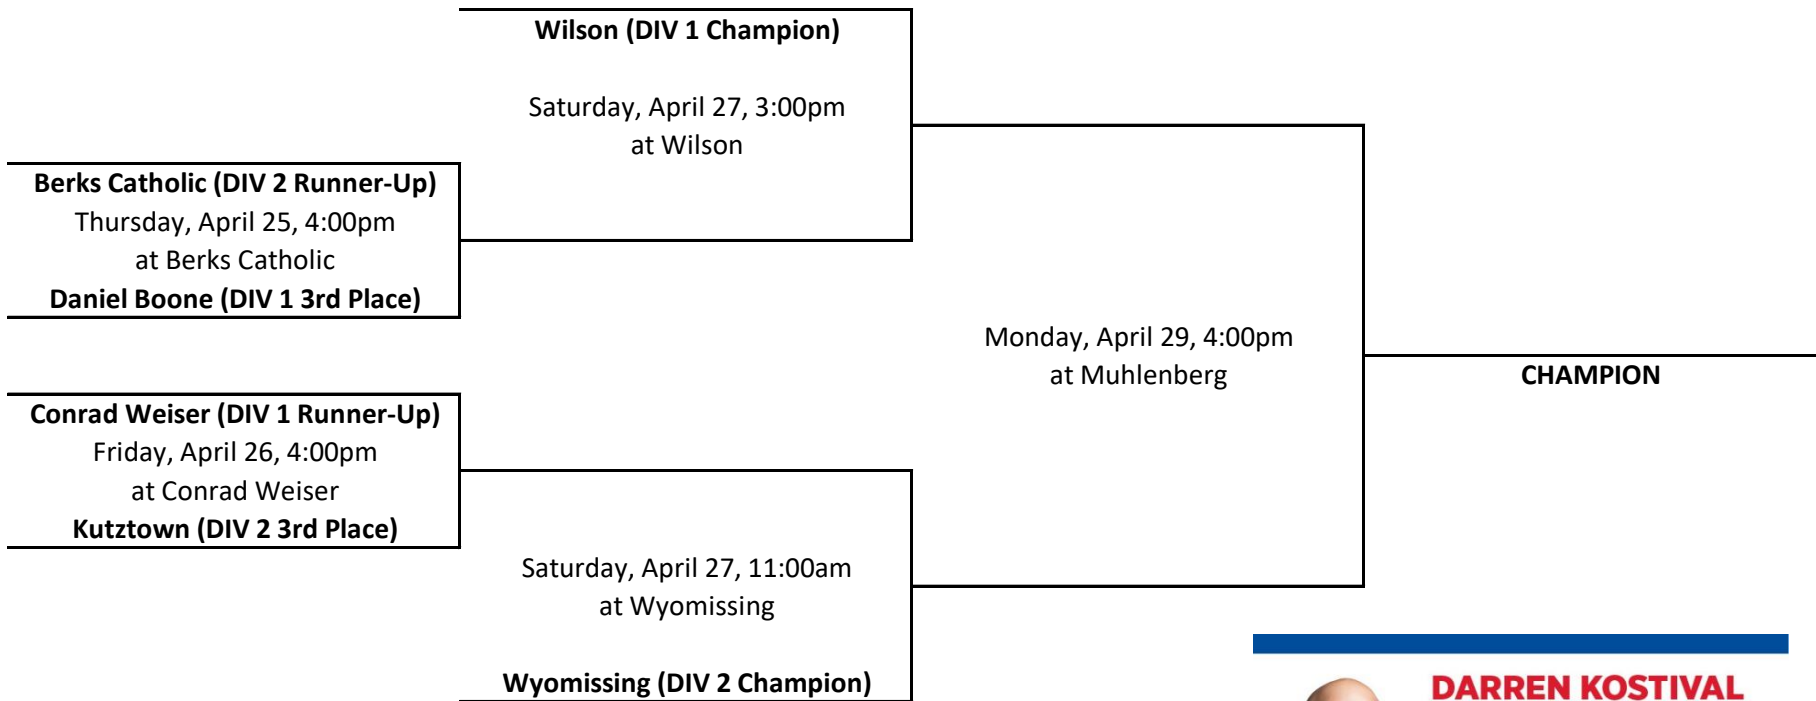 Wilson (DIV 1 Champion)
Saturday, April 27, 3:00pm
at Wilson
Berks Catholic (DIV 2 Runner-Up)
Thursday, April 25, 4:00pm
at Berks Catholic
Daniel Boone (DIV 1 3rd Place)
Monday, April 29, 4:00pm
at Muhlenberg
CHAMPION
Conrad Weiser (DIV 1 Runner-Up)
Friday, April 26, 4:00pm
at Conrad Weiser
Kutztown (DIV 2 3rd Place)
Saturday, April 27, 11:00am
at Wyomissing
Wyomissing (DIV 2 Champion)
DARREN KOSTIVAL